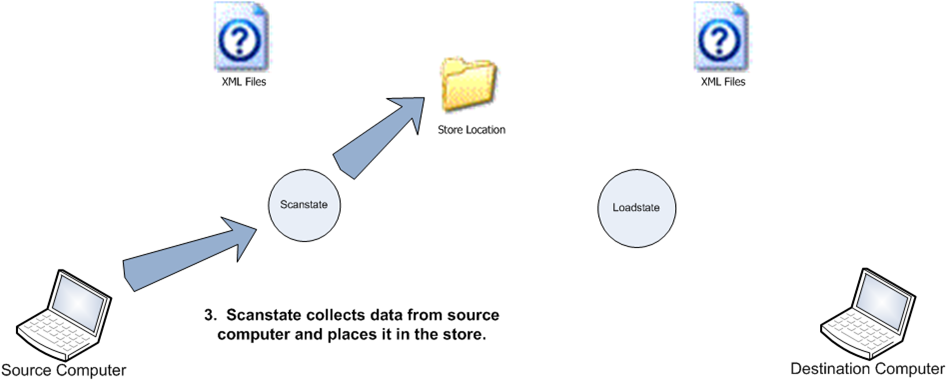 XML Files
XML Files
Store Location
Scanstate
Loadstate
3. Scanstate collects data from source
computer and places it in the store.
Source Computer
Destination Computer